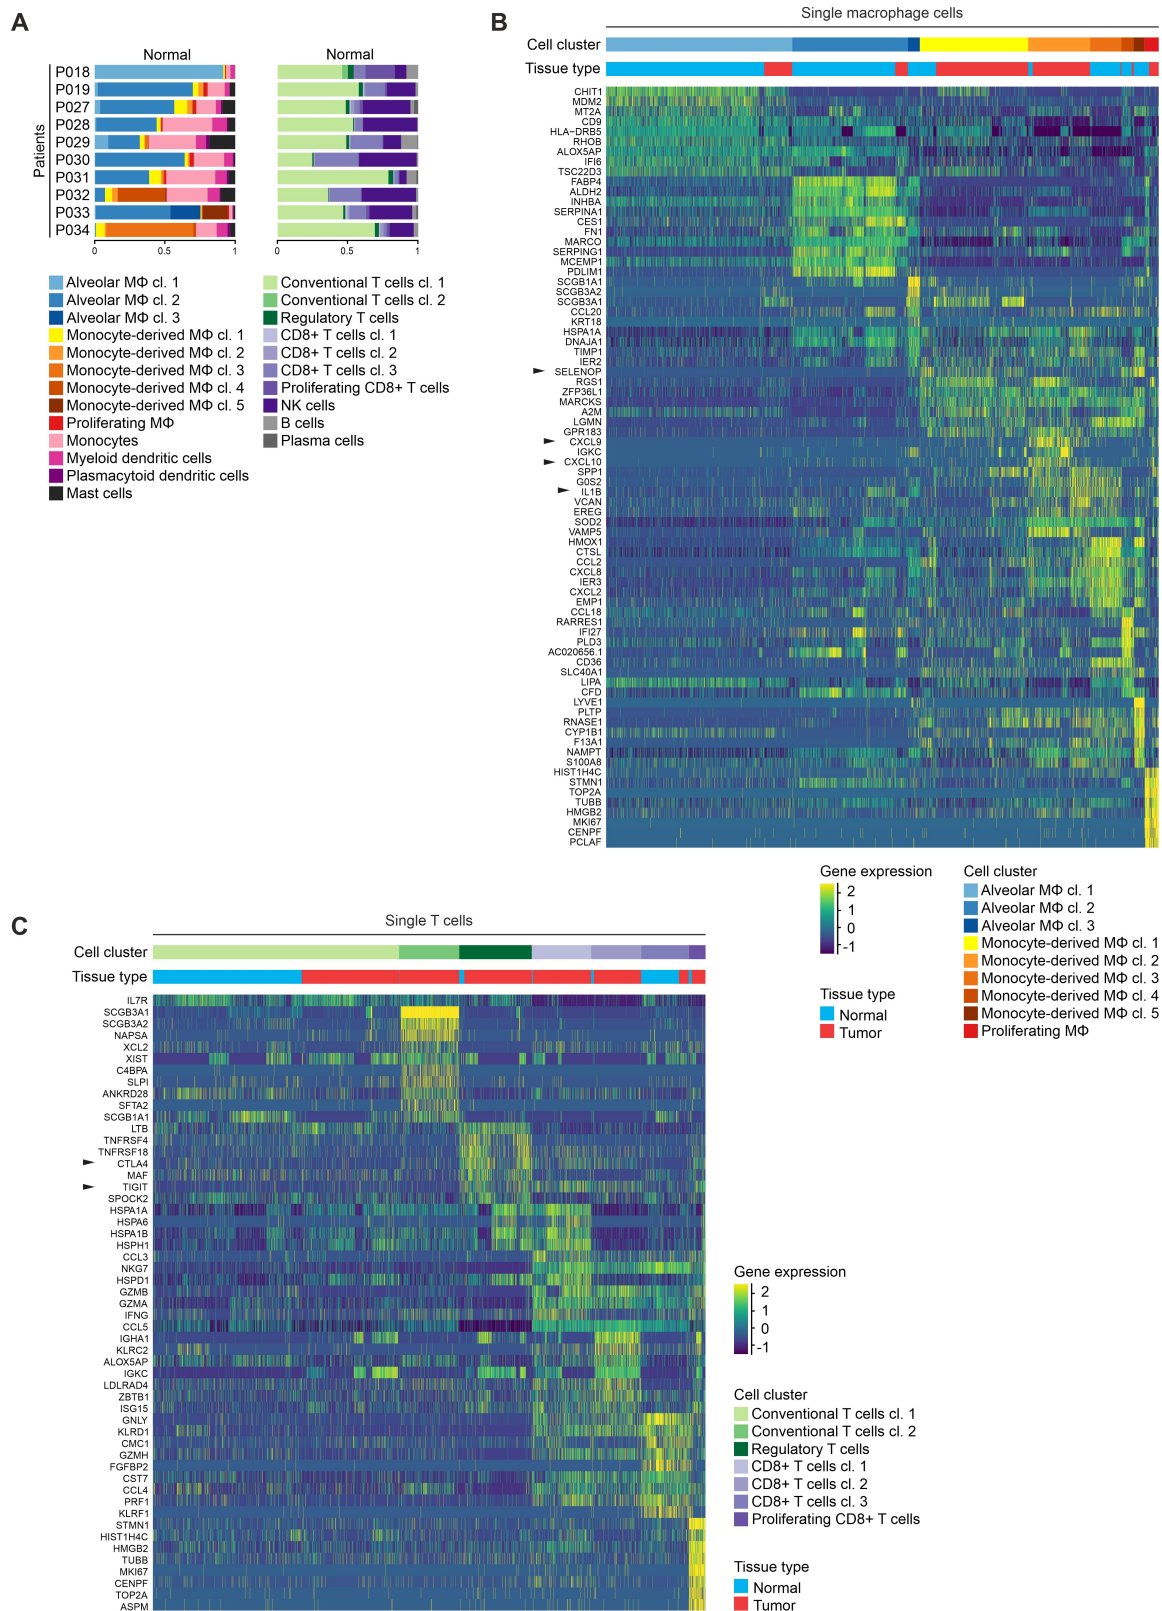 A
Normal
Normal
Patients
P018
P019
P027
P028
P029
P030
P031
P032
P033
P034
0
0.5
1
0
0.5
1
Alveolar MΦ cl. 1
Alveolar MΦ cl. 2
Alveolar MΦ cl. 3
Monocyte-derived MΦ cl. 1
Monocyte-derived MΦ cl. 2
Monocyte-derived MΦ cl. 3
Monocyte-derived MΦ cl. 4
Monocyte-derived MΦ cl. 5
Proliferating MΦ
Monocytes
Myeloid dendritic cells
Plasmacytoid dendritic cells
Mast cells
Conventional T cells cl. 1
Conventional T cells cl. 2
Regulatory T cells
CD8+ T cells cl. 1
CD8+ T cells cl. 2
CD8+ T cells cl. 3
Proliferating CD8+ T cells
NK cells
B cells
Plasma cells
B
Single macrophage cells
Cell cluster
Tissue type
CHIT1
MDM2
MT2A
CD9
HLA−DRB5
RHOB
ALOX5AP
IFI6
TSC22D3
FABP4
ALDH2
INHBA
SERPINA1
CES1
FN1
MARCO
SERPING1
MCEMP1
PDLIM1
SCGB1A1
SCGB3A2
SCGB3A1
CCL20
KRT18
HSPA1A
DNAJA1
TIMP1
IER2
SELENOP
RGS1
ZFP36L1
MARCKS
A2M
LGMN
GPR183
CXCL9
IGKC
CXCL10
SPP1
G0S2
IL1B
VCAN
EREG
SOD2
VAMP5
HMOX1
CTSL
CCL2
CXCL8
IER3
CXCL2
EMP1
CCL18
RARRES1
IFI27
PLD3
AC020656.1
CD36
SLC40A1
LIPA
CFD
LYVE1
PLTP
RNASE1
CYP1B1
F13A1
NAMPT
S100A8
HIST1H4C
STMN1
TOP2A
TUBB
HMGB2
MKI67
CENPF
PCLAF
Gene expression
2
1
0
-1
Tissue type
Normal
Tumor
Cell cluster
Alveolar MΦ cl. 1
Alveolar MΦ cl. 2
Alveolar MΦ cl. 3
Monocyte-derived MΦ cl. 1
Monocyte-derived MΦ cl. 2
Monocyte-derived MΦ cl. 3
Monocyte-derived MΦ cl. 4
Monocyte-derived MΦ cl. 5
Proliferating MΦ
C
Single T cells
Cell cluster
Tissue type
IL7R
SCGB3A1
SCGB3A2
NAPSA
XCL2
XIST
C4BPA
SLPI
ANKRD28
SFTA2
SCGB1A1
LTB
TNFRSF4
TNFRSF18
CTLA4
MAF
TIGIT
SPOCK2
HSPA1A
HSPA6
HSPA1B
HSPH1
CCL3
NKG7
HSPD1
GZMB
GZMA
IFNG
CCL5
IGHA1
KLRC2
ALOX5AP
IGKC
LDLRAD4
ZBTB1
ISG15
GNLY
KLRD1
CMC1
GZMH
FGFBP2
CST7
CCL4
PRF1
KLRF1
STMN1
HIST1H4C
HMGB2
TUBB
MKI67
CENPF
TOP2A
ASPM
Gene expression
2
1
0
-1
Cell cluster
Conventional T cells cl. 1
Conventional T cells cl. 2
Regulatory T cells
CD8+ T cells cl. 1
CD8+ T cells cl. 2
CD8+ T cells cl. 3
Proliferating CD8+ T cells
Tissue type
Normal
Tumor